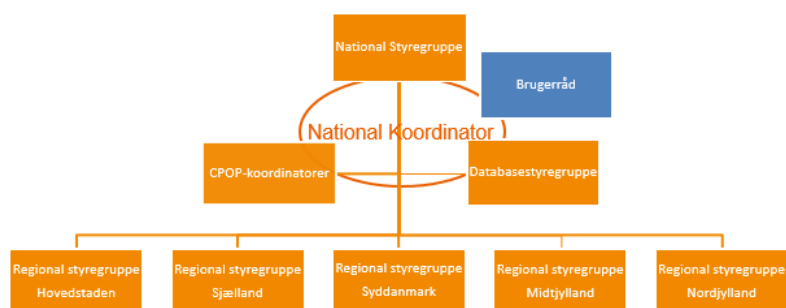 National Styregruppe
Brugerråd
National Koordinator
CPOP-koordinatorer
Databasestyregruppe
Regional styregruppe
Hovedstaden
Regional styregruppe
Sjælland
Regional styregruppe
Syddanmark
Regional styregruppe
Midtjylland
Regional styregruppe
Nordjylland